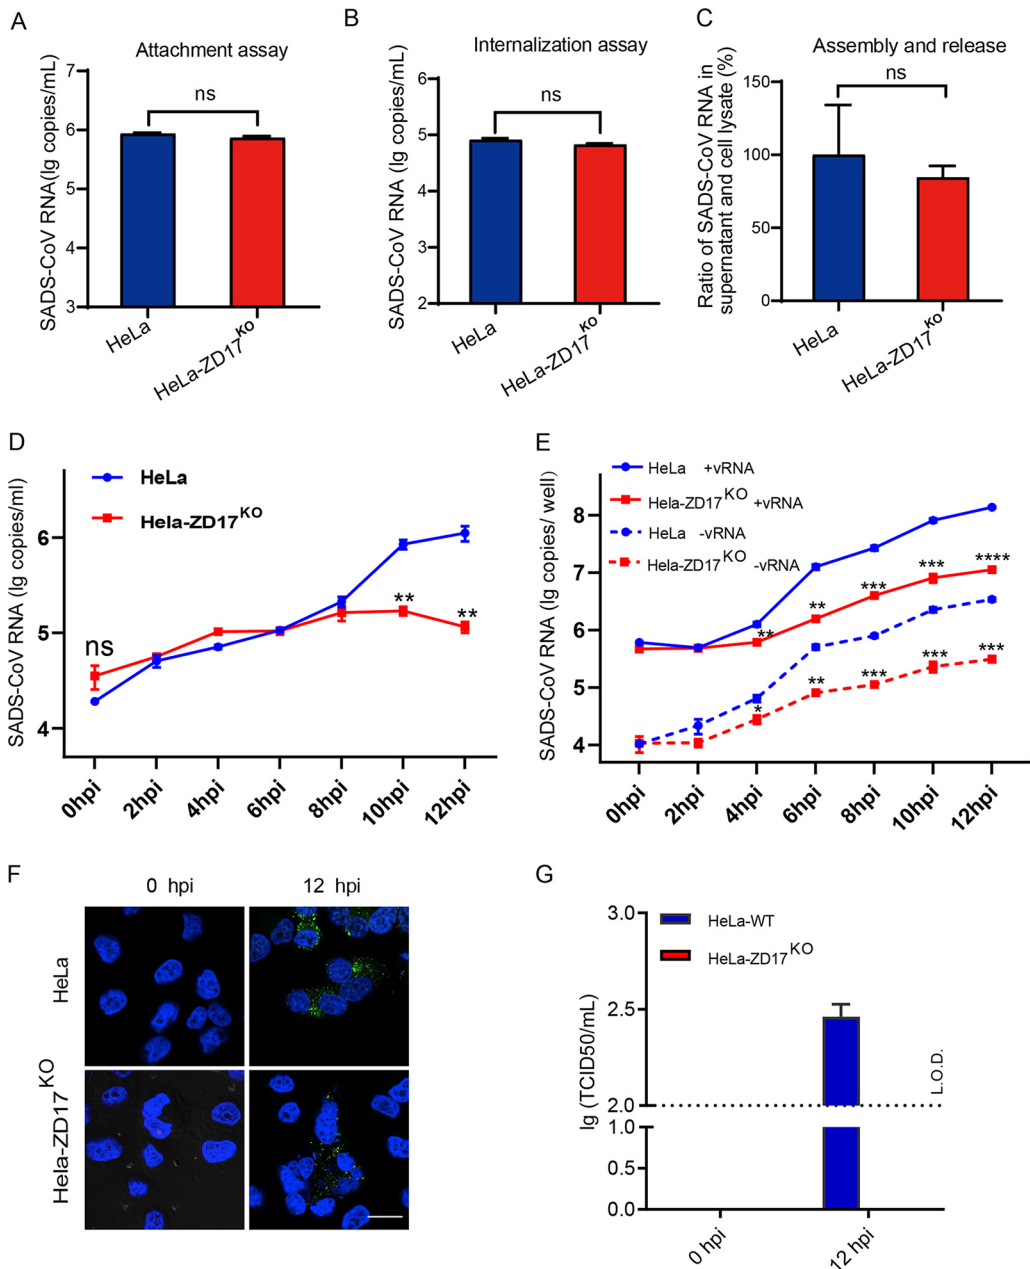 A
Attachment assay
SADS-CoV RNA(lg copies/mL)
7
6
5
4
3
ns
HeLa
HeLa-ZD17KO
B
Internalization assay
SADS-CoV RNA (lg copies/mL)
6
5
4
3
2
ns
HeLa
HeLa-ZD17KO
C
Assembly and release
Ratio of SADS-CoV RNA in
supernatant and cell lysate (%)
150
100
50
0
ns
HeLa
HeLa-ZD17KO
D
SADS-CoV RNA (lg copies/ml)
HeLa
Hela-ZD17KO
6
5
4
ns
**
**
0hpi
2hpi
4hpi
6hpi
8hpi
10hpi
12hpi
E
SADS-CoV RNA (lg copies/ well)
HeLa +vRNA
Hela-ZD17KO +vRNA
HeLa -vRNA
Hela-ZD17KO -vRNA
8
7
6
5
4
**
**
***
***
****
*
**
***
***
***
0hpi
2hpi
4hpi
6hpi
8hpi
10hpi
12hpi
F
0 hpi
12 hpi
HeLa
Hela-ZD17KO
G
lg (TCID50/mL)
HeLa-WT
HeLa-ZD17KO
3.0
2.5
2.0
1.0
0.5
0.0
L.O.D.
0 hpi
12 hpi